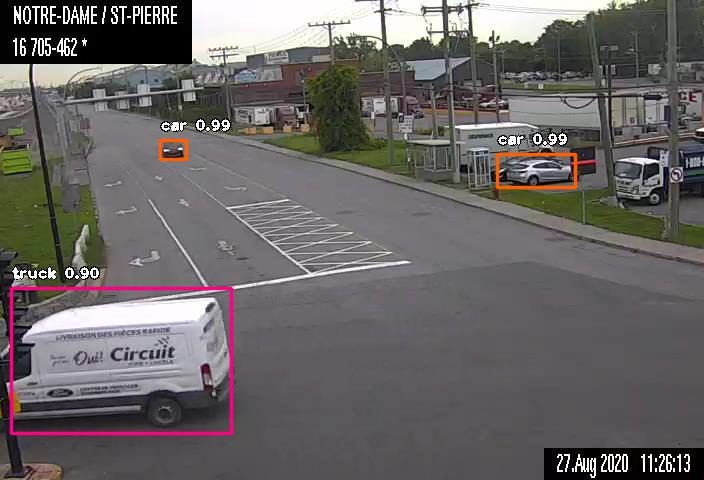 NOTRE-DAME / ST-PIERRE
16 705-462 *
car 0.99
car 0.99
truck 0.90
LIVRAISON DES PIÈCES RAPIDE
Oui! Circuit
Ford
27.Aug 2020 11:26:13